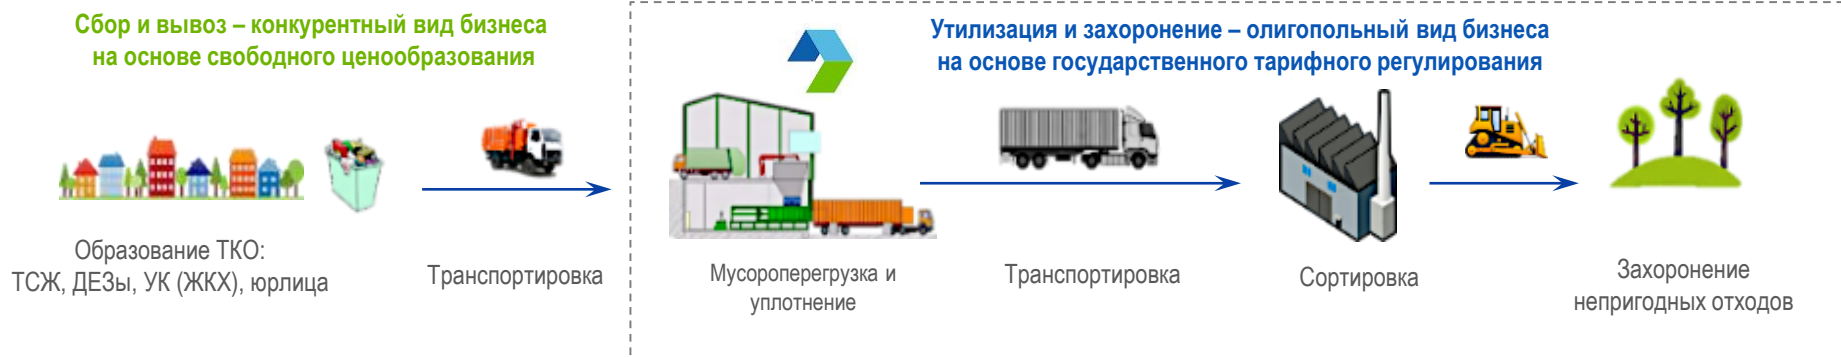 Сбор и вывоз – конкурентный вид бизнеса
на основе свободного ценообразования
Утилизация и захоронение – олигопольный вид бизнеса
на основе государственного тарифного регулирования
Образование ТКО:
ТСЖ, ДЕЗы, УК (ЖКХ), юрлица
Транспортировка
Мусороперегрузка и
уплотнение
Транспортировка
Сортировка
Захоронение
непригодных отходов